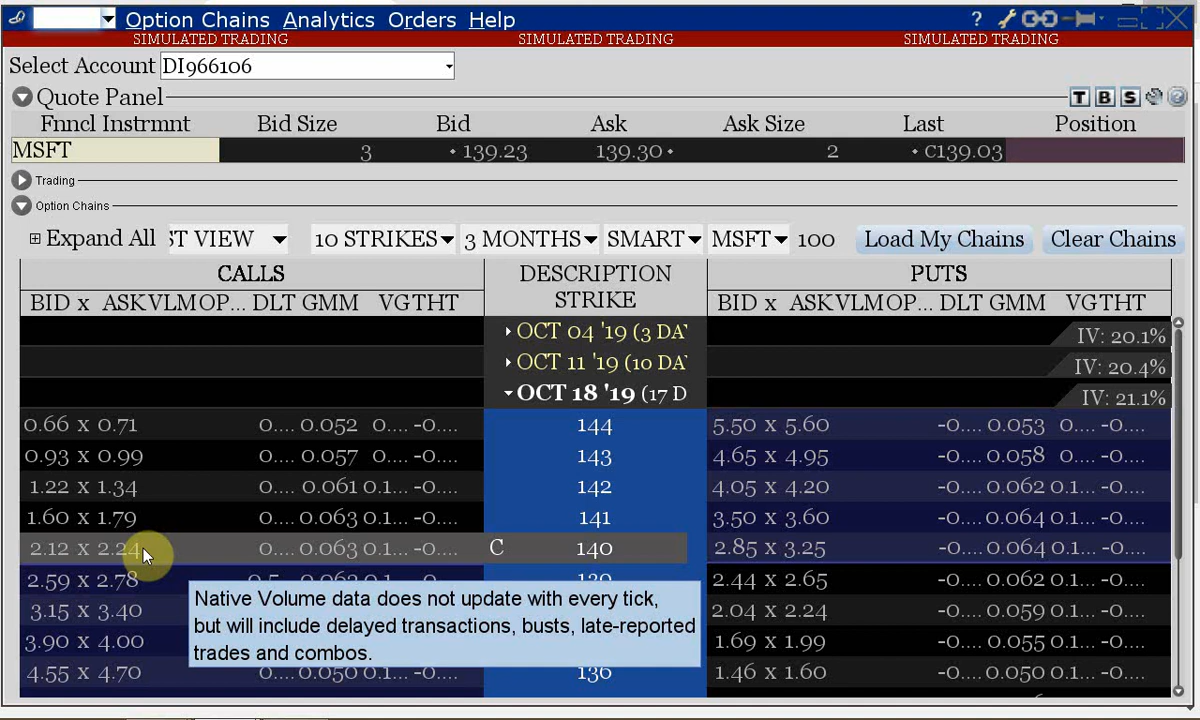 Option Chains Analytics Orders Help ?
SIMULATED TRADING SIMULATED TRADING SIMULATED TRADING
Select Account DI966106
Quote Panel T B S ?
Fnncl Instrmnt Bid Size Bid Ask Ask Size Last Position
MSFT 3 • 139.23 139.30 • 2 • C139.03
Trading
Option Chains
Expand All ST VIEW 10 STRIKES 3 MONTHS SMART MSFT 100 Load My Chains Clear Chains
CALLS DESCRIPTION PUTS
BID x ASK VLM OP... DLT GMM VG THT STRIKE BID x ASK VLM OP... DLT GMM VG THT
OCT 04 '19 (3 DA IV: 20.1%
OCT 11 '19 (10 DA IV: 20.4%
OCT 18 '19 (17 D IV: 21.1%
0.66 x 0.71 0.... 0.052 0.... -0.... 144 5.50 x 5.60 -0.... 0.053 0.... -0....
0.93 x 0.99 0.... 0.057 0.... -0.... 143 4.65 x 4.95 -0.... 0.058 0.... -0....
1.22 x 1.34 0.... 0.061 0.1... -0.... 142 4.05 x 4.20 -0.... 0.062 0.1... -0....
1.60 x 1.79 0.... 0.063 0.1... -0.... 141 3.50 x 3.60 -0.... 0.064 0.1... -0....
2.12 x 2.24 0.... 0.063 0.1... -0.... C 140 2.85 x 3.25 -0.... 0.064 0.1... -0....
2.59 x 2.78 2.44 x 2.65 -0.... 0.062 0.1... -0....
Native Volume data does not update with every tick,
3.15 x 3.40 2.04 x 2.24 -0.... 0.059 0.1... -0....
but will include delayed transactions, busts, late-reported
3.90 x 4.00 1.69 x 1.99 -0.... 0.055 0.1... -0....
trades and combos.
4.55 x 4.70 0.... 0.050 0.1... -0.... 136 1.46 x 1.60 -0.... 0.050 0.1... -0....